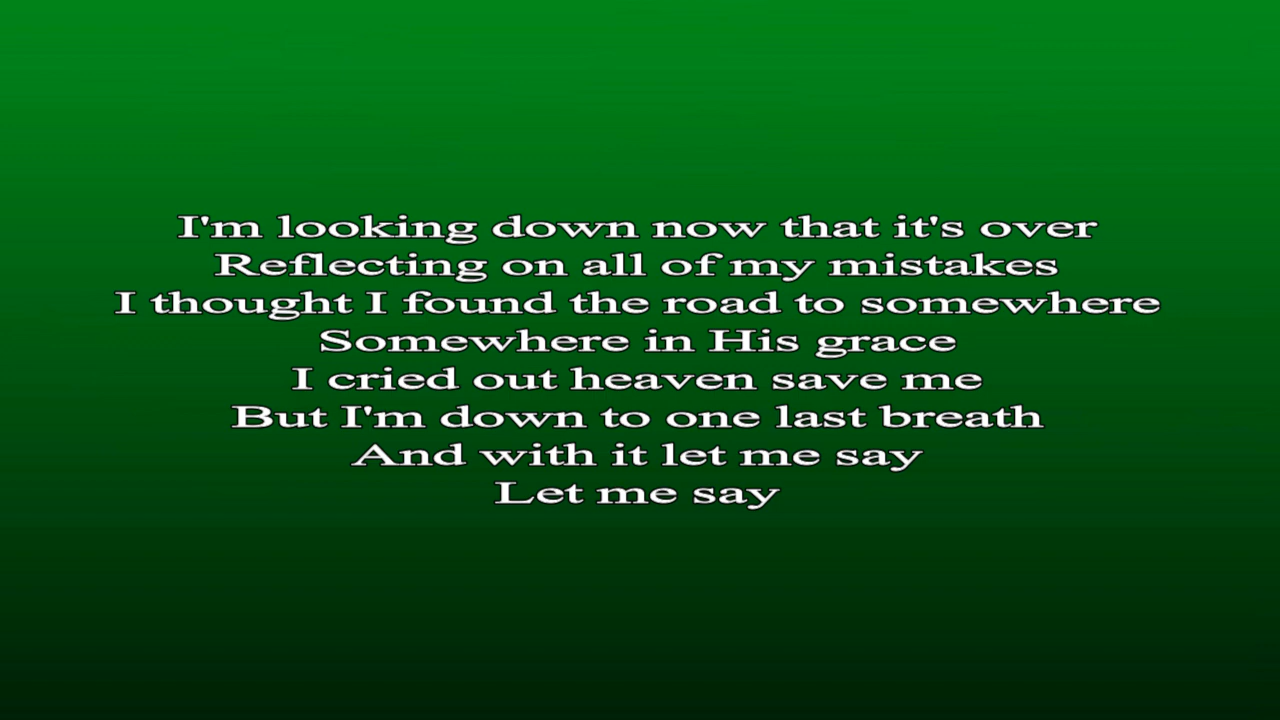 I'm looking down now that it's over
Reflecting on all of my mistakes
I thought I found the road to somewhere
Somewhere in His grace
I cried out heaven save me
But I'm down to one last breath
And with it let me say
Let me say